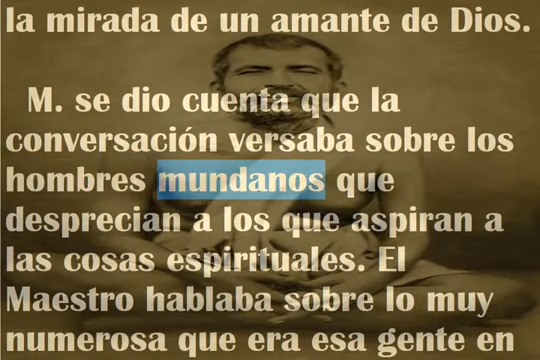 la mirada de un amante de Dios.
M. se dio cuenta que la
conversación versaba sobre los
hombres mundanos que
desprecian a los que aspiran a
las cosas espirituales. El
Maestro hablaba sobre lo muy
numerosa que era esa gente en